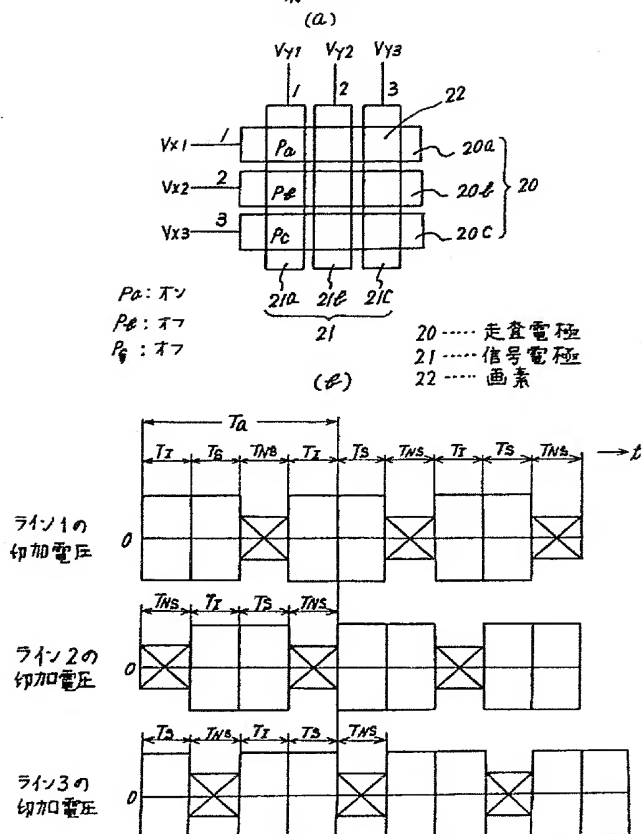 (a)
Vy1 Vy2 Vy3
1 2 3 22
Vx1 1 Pa 20a
Vx2 2 Pb 20b 20
Vx3 3 Pc 20c
21a 21b 21c
21
Pa: オン
Pb: オフ
オフ
20 ····· 走査電極
21 ····· 信号電極
22 ····· 画素
(b)
Ta
TI TS TNS TI TS TNS TI TS TNS t
ライン1の
印加電圧 0
TNS TI TS TNS
ライン2の
印加電圧 0
TS TNS TI TS TNS
ライン3の
印加電圧 0